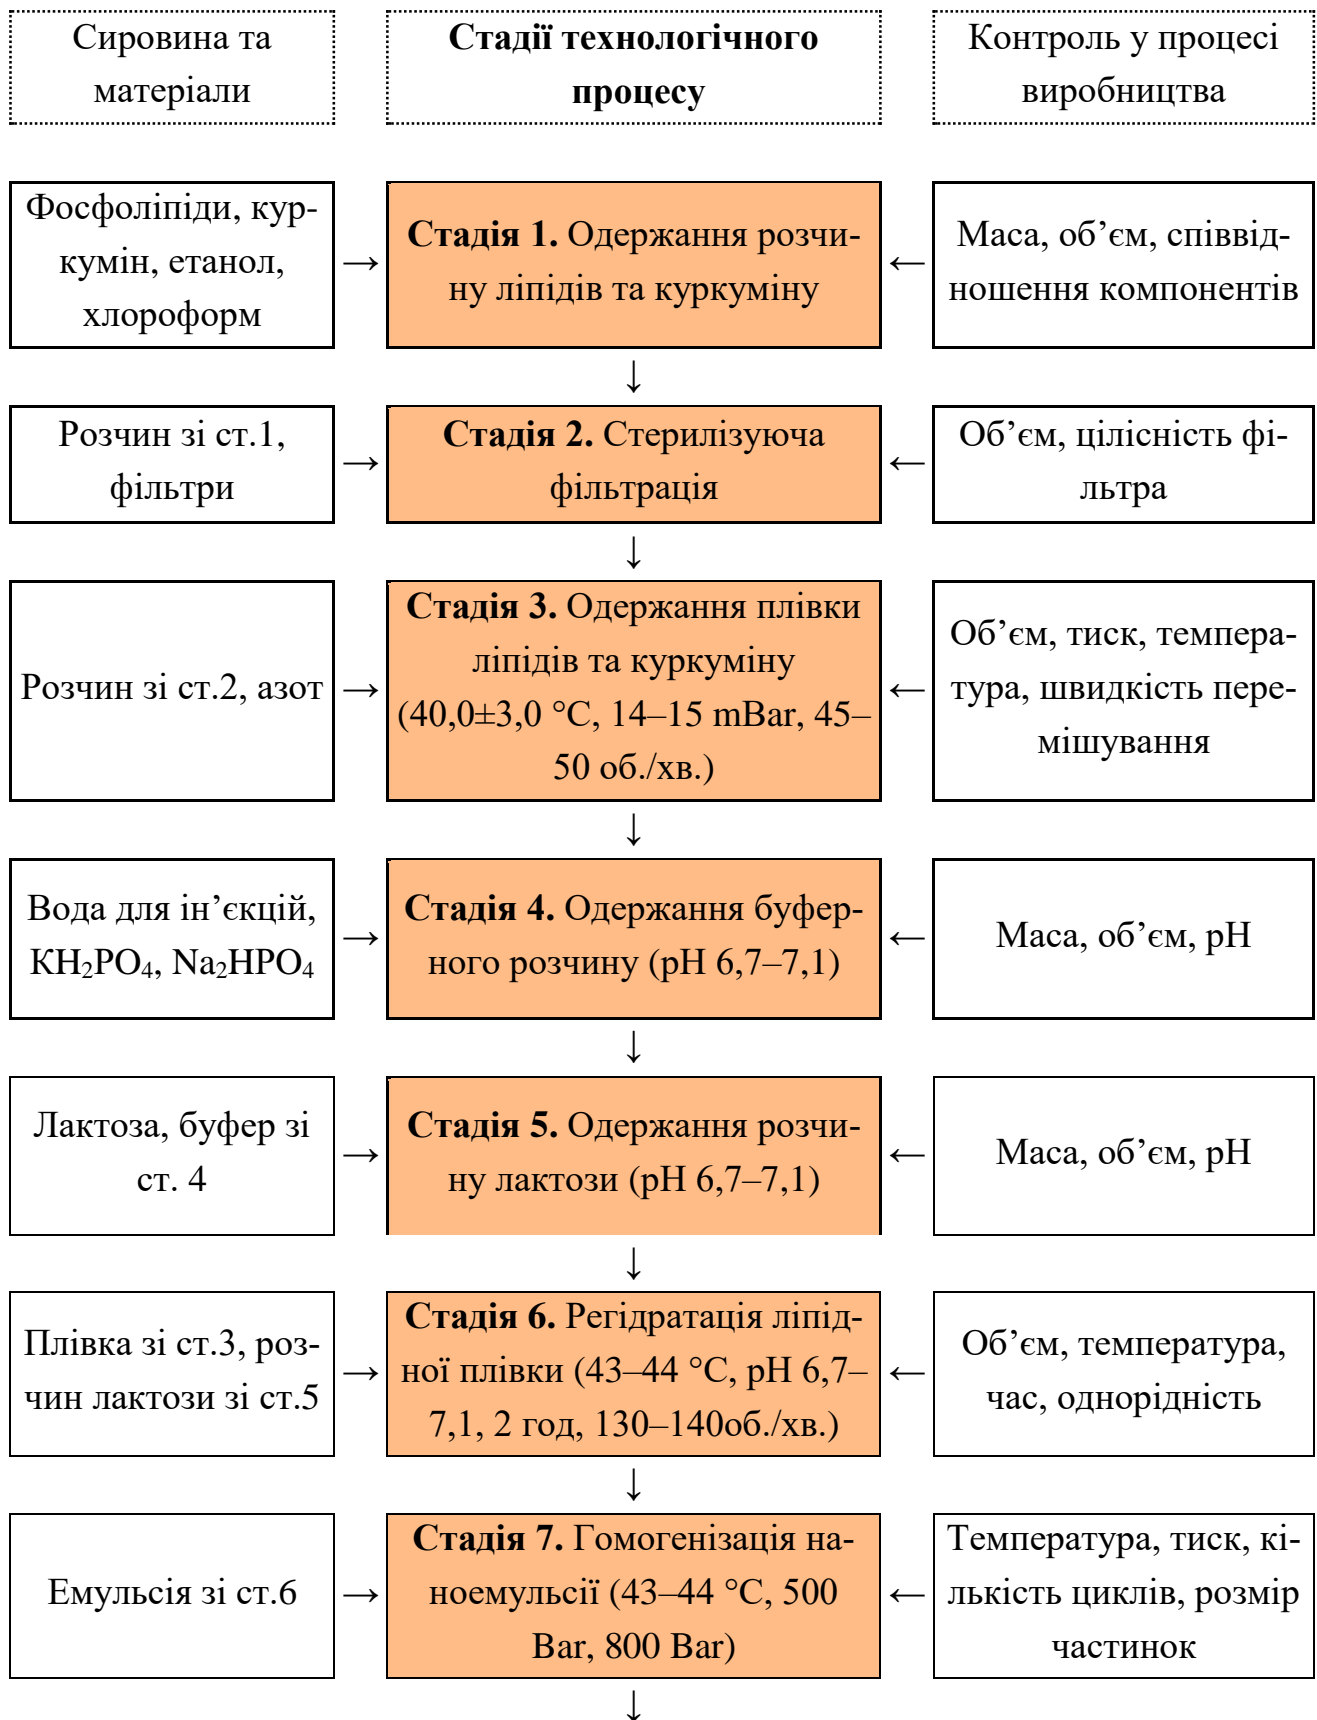 Сировина та
матеріали
Стадії технологічного
процесу
Контроль у процесі
виробництва
Фосфоліпіди, кур-
кумін, етанол,
хлороформ
→
Стадія 1. Одержання розчи-
ну ліпідів та куркуміну
←
Маса, об’єм, співвід-
ношення компонентів
↓
Розчин зі ст.1,
фільтри
→
Стадія 2. Стерилізуюча
фільтрація
←
Об’єм, цілісність фі-
льтра
↓
Розчин зі ст.2, азот
→
Стадія 3. Одержання плівки
ліпідів та куркуміну
(40,0±3,0 °С, 14–15 mBar, 45–
50 об./хв.)
←
Об’єм, тиск, темпера-
тура, швидкість пере-
мішування
↓
Вода для ін’єкцій,
KH₂PO₄, Na₂HPO₄
→
Стадія 4. Одержання буфер-
ного розчину (рН 6,7–7,1)
←
Маса, об’єм, рН
↓
Лактоза, буфер зі
ст. 4
→
Стадія 5. Одержання розчи-
ну лактози (рН 6,7–7,1)
←
Маса, об’єм, рН
↓
Плівка зі ст.3, роз-
чин лактози зі ст.5
→
Стадія 6. Регідратація ліпід-
ної плівки (43–44 °С, рН 6,7–
7,1, 2 год, 130–140об./хв.)
←
Об’єм, температура,
час, однорідність
↓
Емульсія зі ст.6
→
Стадія 7. Гомогенізація на-
ноемульсії (43–44 °С, 500
Bar, 800 Bar)
←
Температура, тиск, кі-
лькість циклів, розмір
частинок
↓